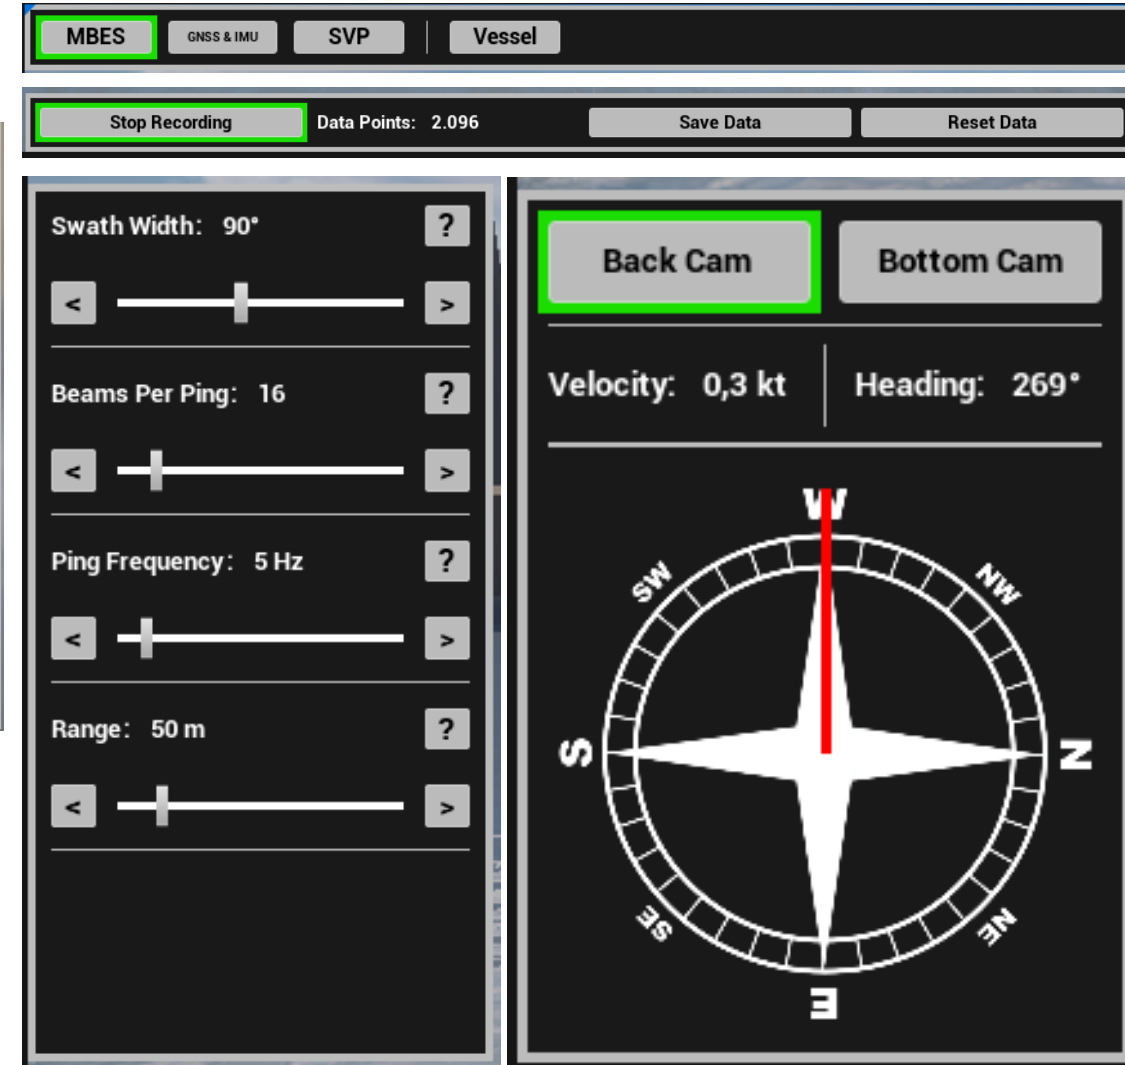 MBES GNSS & IMU SVP Vessel
Stop Recording Data Points: 2.096 Save Data Reset Data
Swath Width: 90°
?
< >
Beams Per Ping: 16
?
< >
Ping Frequency: 5 Hz
?
< >
Range: 50 m
?
< >
Back Cam Bottom Cam
Velocity: 0,3 kt Heading: 269°
W
SW NW
S N
SE NE
E